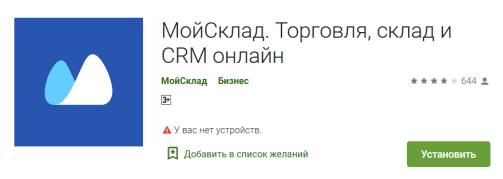 МойСклад. Торговля, склад и
CRM онлайн
МойСклад Бизнес
644
3+
У вас нет устройств.
Добавить в список желаний
Установить